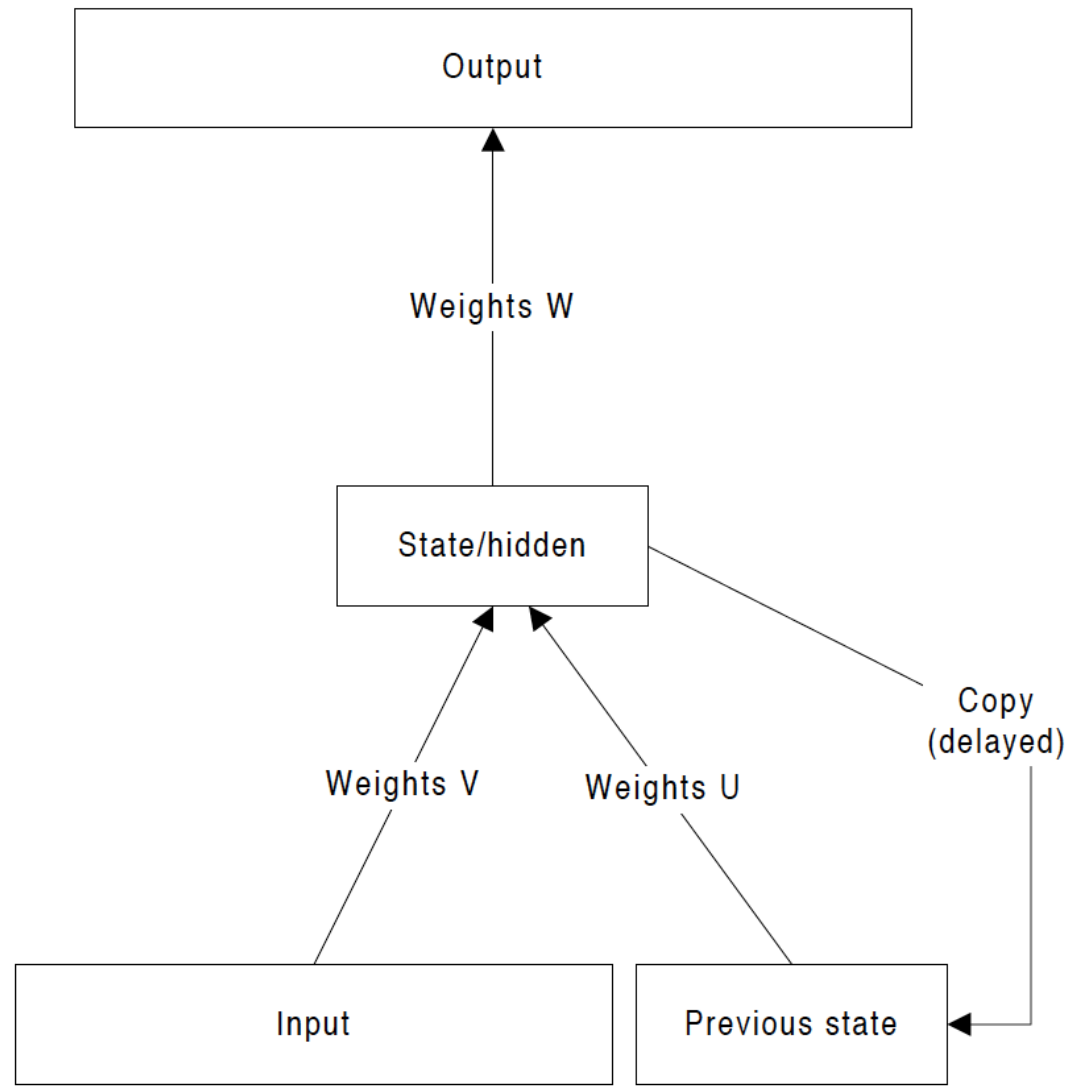 Output
Weights W
State/hidden
Copy
(delayed)
Weights V
Weights U
Input
Previous state